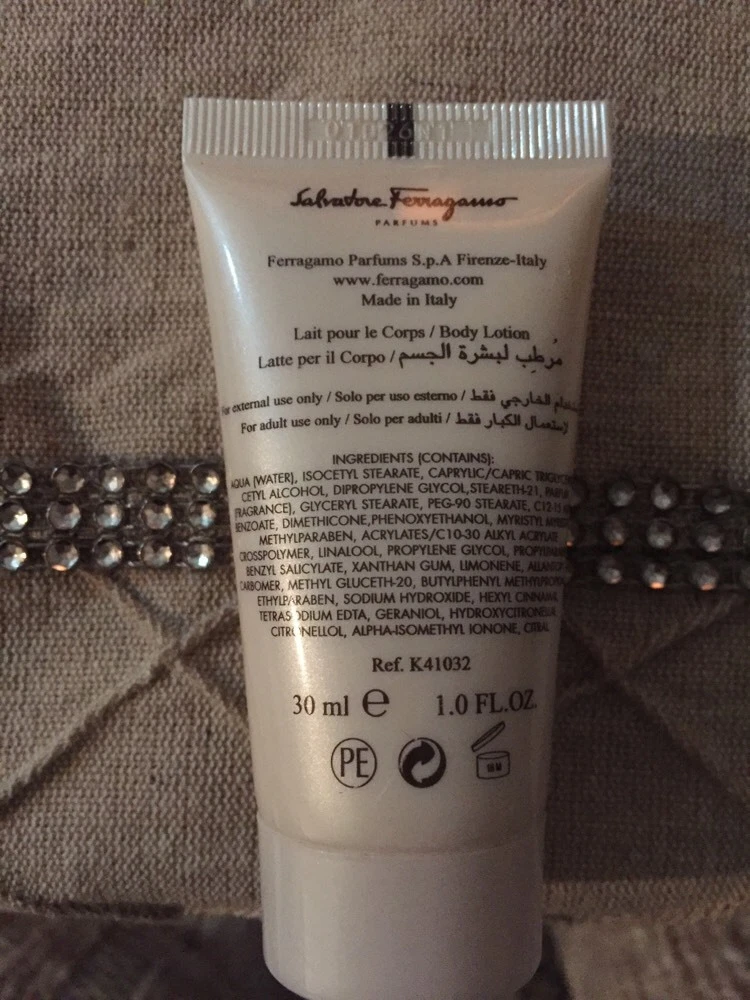 Salvatore Ferragamo
PARFUMS
Ferragamo Parfums S.p.A Firenze-Italy
www.ferragamo.com
Made in Italy
Lait pour le Corps / Body Lotion
Latte per il Corpo / مُرطِب لبشرة الجسم
For external use only / Solo per uso esterno / الخارجي فقط
For adult use only / Solo per adulti / لإستعمال الكبار فقط
INGREDIENTS (CONTAINS):
AQUA (WATER), ISOCETYL STEARATE, CAPRYLIC/CAPRIC
CETYL ALCOHOL, DIPROPYLENE GLYCOL,STEARETH-21,
(FRAGRANCE), GLYCERYL STEARATE, PEG-90 STEARATE,
BENZOATE, DIMETHICONE,PHENOXYETHANOL, MYRISTYL
METHYLPARABEN, ACRYLATES/C10-30 ALKYL ACRYLATE
CROSSPOLYMER, LINALOOL, PROPYLENE GLYCOL,
BENZYL SALICYLATE, XANTHAN GUM, LIMONENE,
CARBOMER, METHYL GLUCETH-20, BUTYLPHENYL
ETHYLPARABEN, SODIUM HYDROXIDE, HEXYL CINNAMAL,
TETRASODIUM EDTA, GERANIOL,
CITRONELLOL, ALPHA-ISOMETHYL IONONE, CITRAL
Ref. K41032
30 ml e 1.0 FL.OZ.
PE
18M